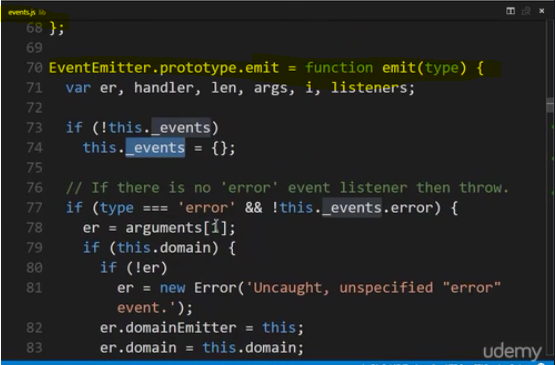 events.js lib
68 };
69
70 EventEmitter.prototype.emit = function emit(type) {
71 var er, handler, len, args, i, listeners;
72
73 if (!this._events)
74 this._events = {};
75
76 // If there is no 'error' event listener then throw.
77 if (type === 'error' && !this._events.error) {
78 er = arguments[1];
79 if (this.domain) {
80 if (!er)
81 er = new Error('Uncaught, unspecified "error"
event.');
82 er.domainEmitter = this;
83 er.domain = this.domain;
udemy